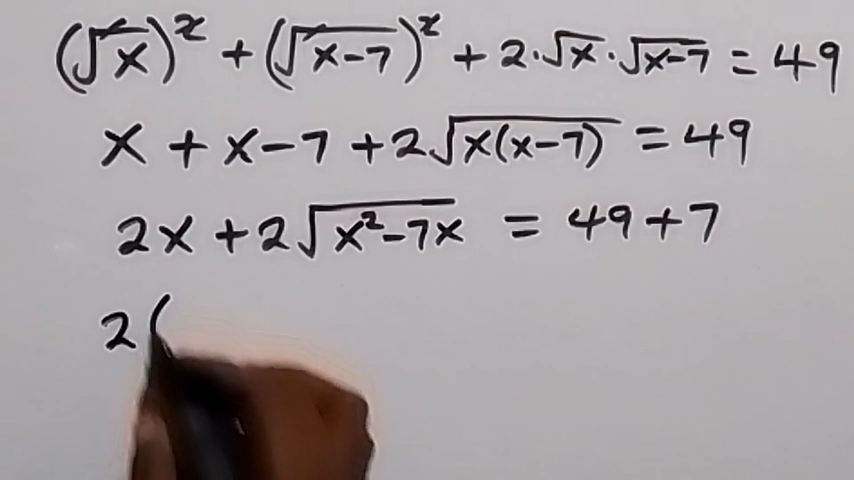 (√x)² + (√x-7)² + 2·√x·√x-7 = 49
x + x - 7 + 2√x(x-7) = 49
2x + 2√x²-7x = 49 + 7
2(